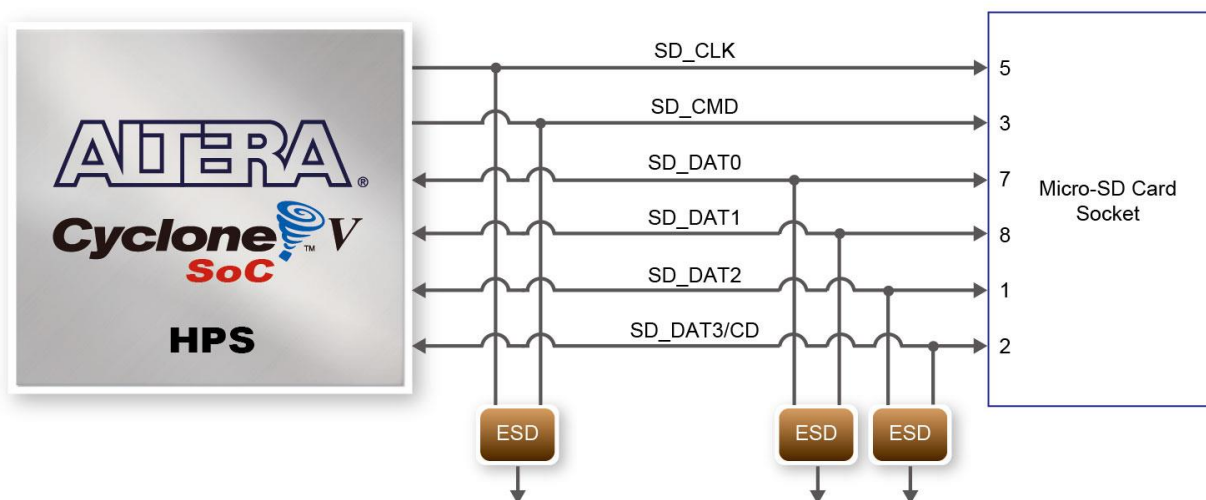 SD_CLK
5
SD_CMD
3
ALTERA®
SD_DAT0
7
Micro-SD Card
Socket
Cyclone™ V
SoC
SD_DAT1
8
SD_DAT2
1
HPS
SD_DAT3/CD
2
ESD
ESD
ESD